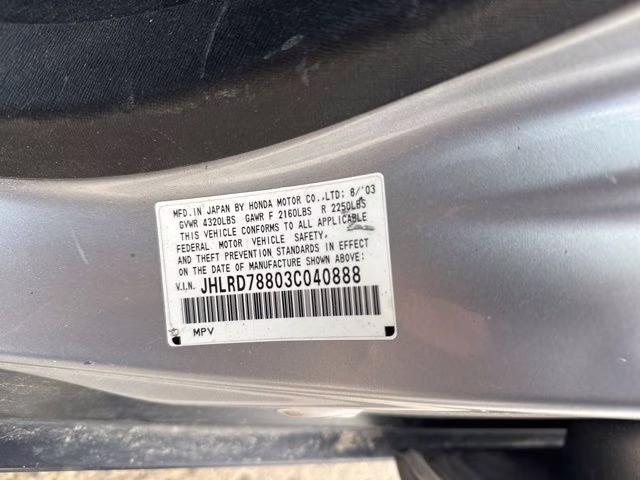 MFD.IN JAPAN BY HONDA MOTOR CO.,LTD: 6/'03
GVWR 4320LBS GAWR F 2160LBS R 2250LBS
THIS VEHICLE CONFORMS TO ALL APPLICABLE
FEDERAL MOTOR VEHICLE SAFETY,
AND THEFT PREVENTION STANDARDS IN EFFECT
ON THE DATE OF MANUFACTURE SHOWN ABOVE:
V.I.N. JHLRD78803C040888
MPV